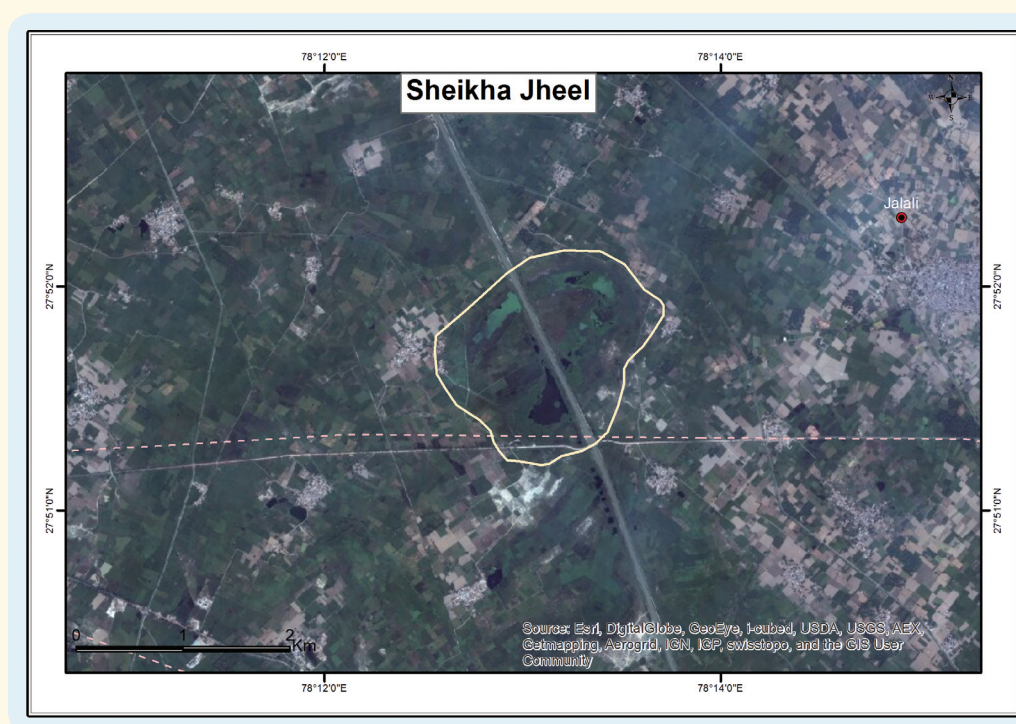 78°12'0"E
78°14'0"E
Sheikha Jheel
N
W E
S
Jalali
27°52'0"N
27°52'0"N
27°51'0"N
27°51'0"N
0 1 2
Km
Source: Esri, DigitalGlobe, GeoEye, i-cubed, USDA, USGS, AEX,
Getmapping, Aerogrid, IGN, IGP, swisstopo, and the GIS User
Community
78°12'0"E
78°14'0"E